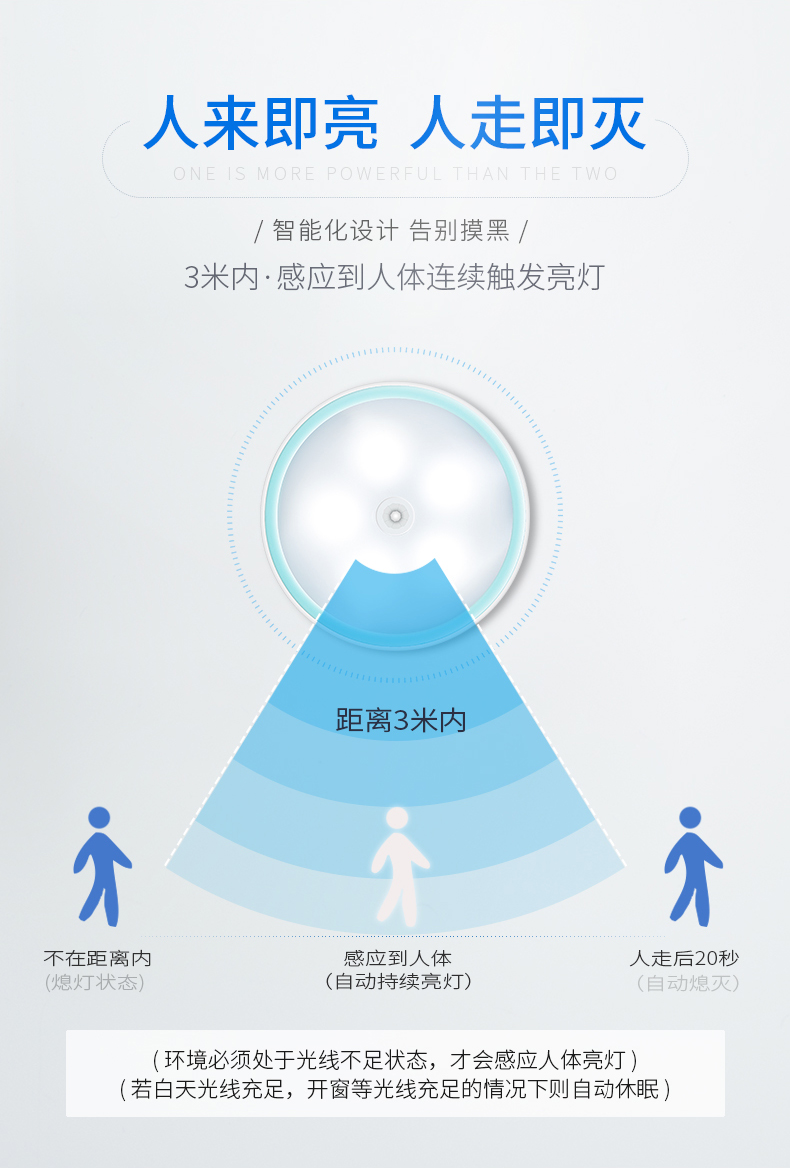 人来即亮 人走即灭
ONE IS MORE POWERFUL THAN THE TWO
/ 智能化设计 告别摸黑 /
3米内·感应到人体连续触发亮灯
距离3米内
不在距离内
(熄灯状态)
感应到人体
(自动持续亮灯)
人走后20秒
(自动熄灭)
(环境必须处于光线不足状态，才会感应人体亮灯)
(若白天光线充足，开窗等光线充足的情况下则自动休眠)